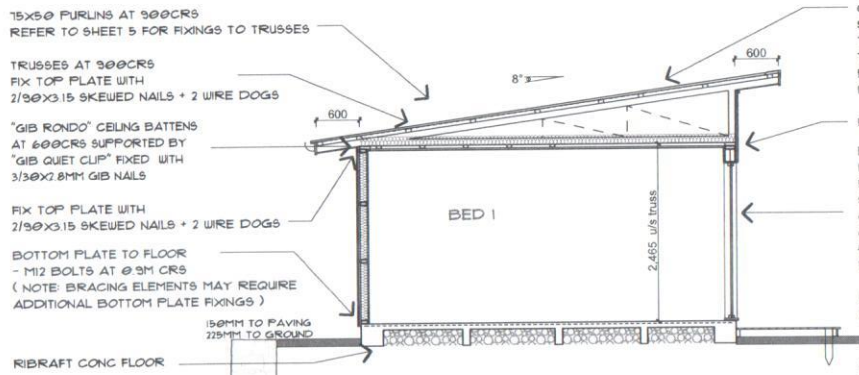 75X50 PURLINS AT 900CRS
REFER TO SHEET 5 FOR FIXINGS TO TRUSSES
TRUSSES AT 900CRS
FIX TOP PLATE WITH
2/90X3.15 SKEWED NAILS + 2 WIRE DOGS
"GIB RONDO" CEILING BATTENS
AT 600CRS SUPPORTED BY
"GIB QUIET CLIP" FIXED WITH
3/30X2.8MM GIB NAILS
FIX TOP PLATE WITH
2/90X3.15 SKEWED NAILS + 2 WIRE DOGS
BOTTOM PLATE TO FLOOR
- M12 BOLTS AT 0.9M CRS
( NOTE: BRACING ELEMENTS MAY REQUIRE
ADDITIONAL BOTTOM PLATE FIXINGS )
150MM TO PAVING
225MM TO GROUND
RIBRAFT CONC FLOOR
600
8°
600
BED 1
2,465 u/s truss